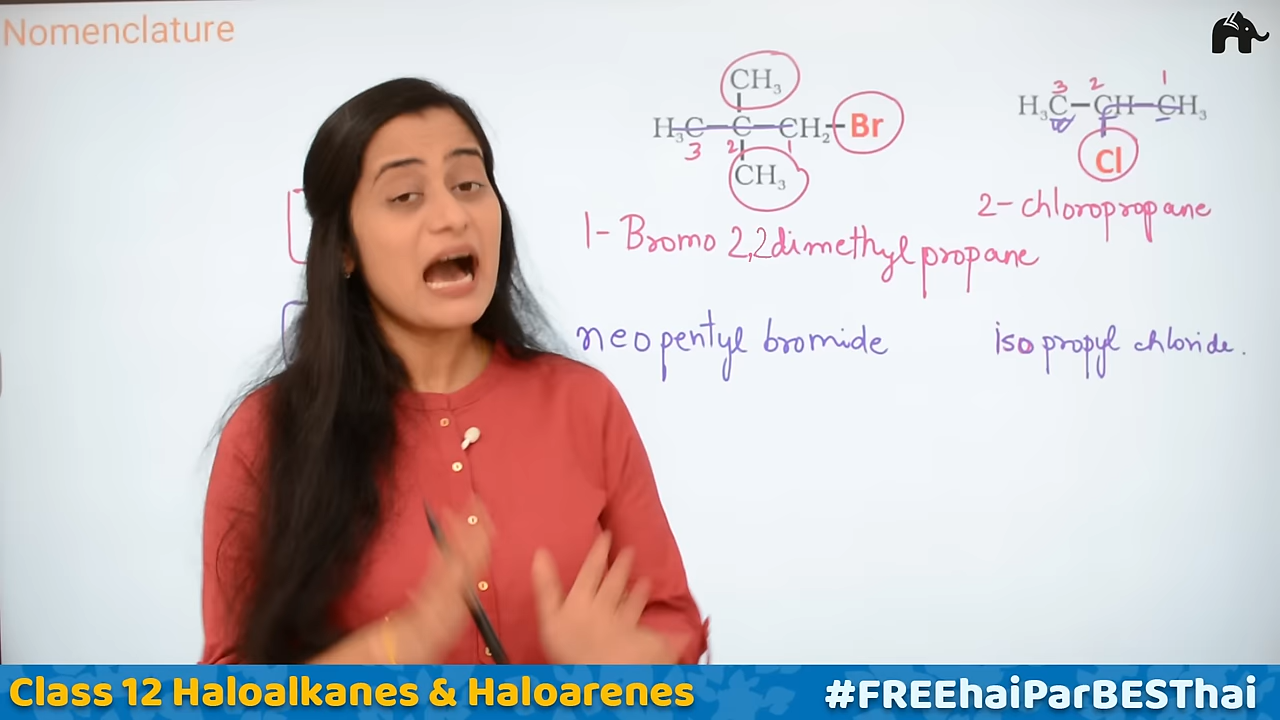 Nomenclature
CH₃
H₃C-C-CH₂-Br
3 2 1
CH₃
1- Bromo 2,2dimethyl propane
neopentyl bromide
3 2 1
H₃C-CH-CH₃
Cl
2- chloropropane
isopropyl chloride.
Class 12 Haloalkanes & Haloarenes
#FREEhaiParBESThai